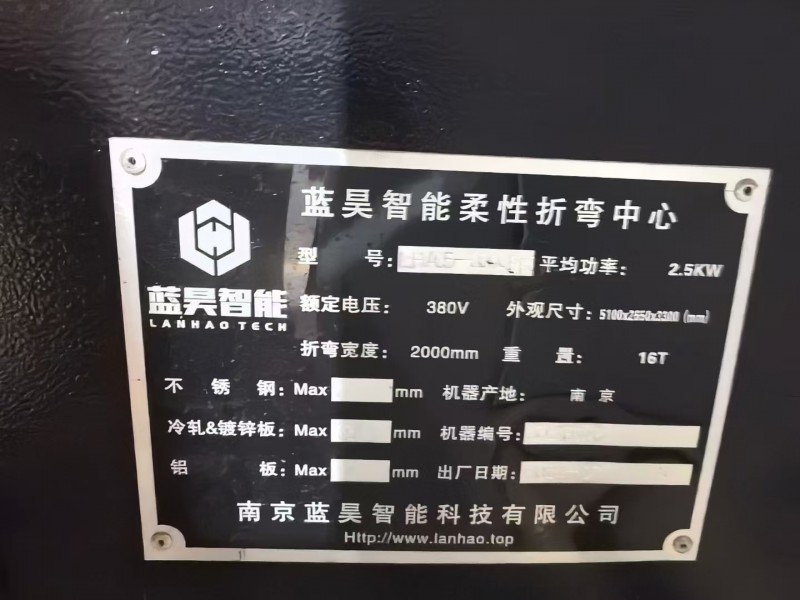 蓝昊智能柔性折弯中心
蓝昊智能
LANHAO TECH
型 号: 平均功率: 2.5KW
额定电压: 380V 外观尺寸: 5100x2650x3300 (mm)
折弯宽度: 2000mm 重 量: 16T
不 锈 钢: Max mm 机器产地: 南 京
冷轧&镀锌板: Max mm 机器编号:
铝 板: Max mm 出厂日期:
南京蓝昊智能科技有限公司
Http://www.lanhao.top